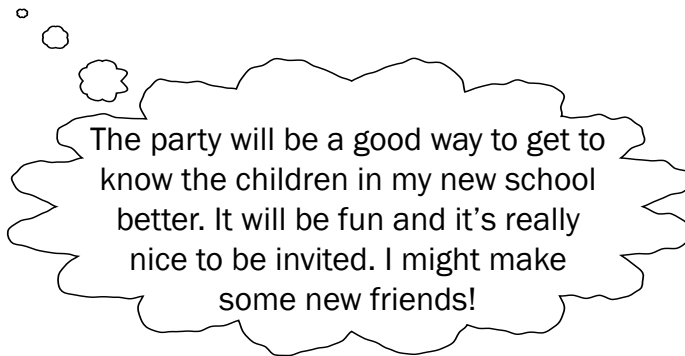 The party will be a good way to get to
know the children in my new school
better. It will be fun and it's really
nice to be invited. I might make
some new friends!